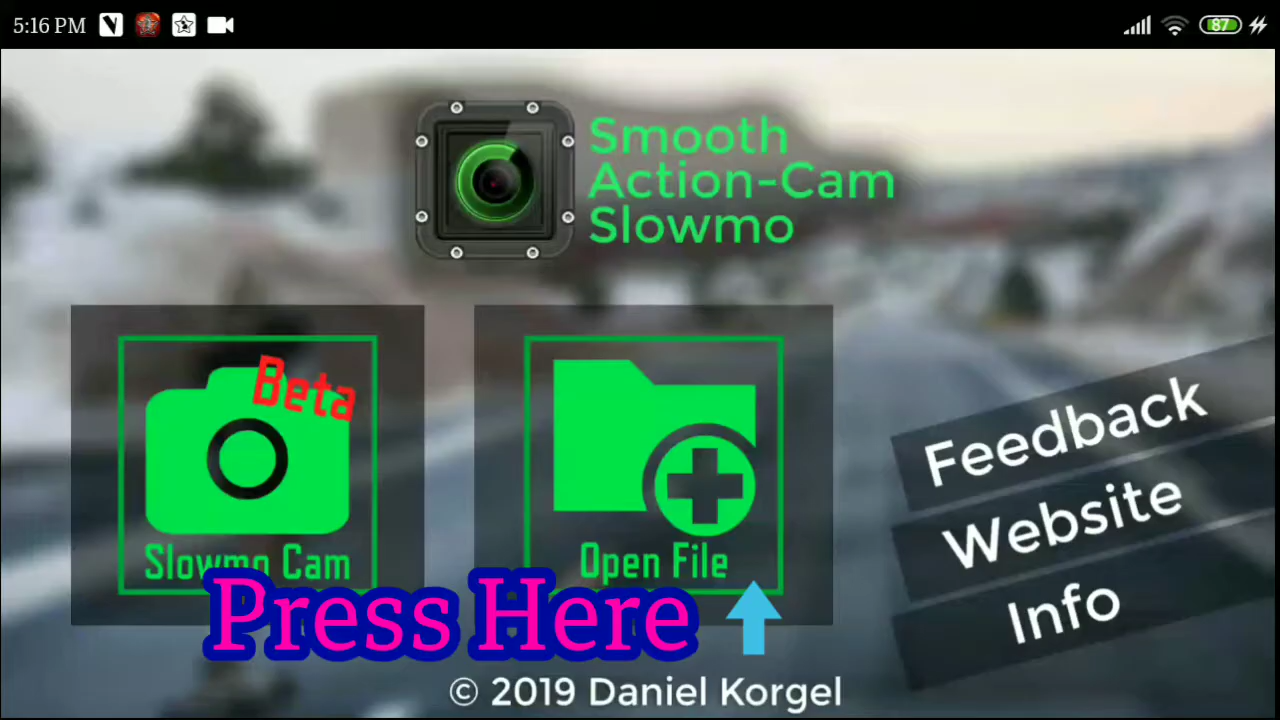 5:16 PM
87
Smooth
Action-Cam
Slowmo
Beta
Slowmo Cam
Open File
Feedback
Website
Info
Press Here
© 2019 Daniel Korgel